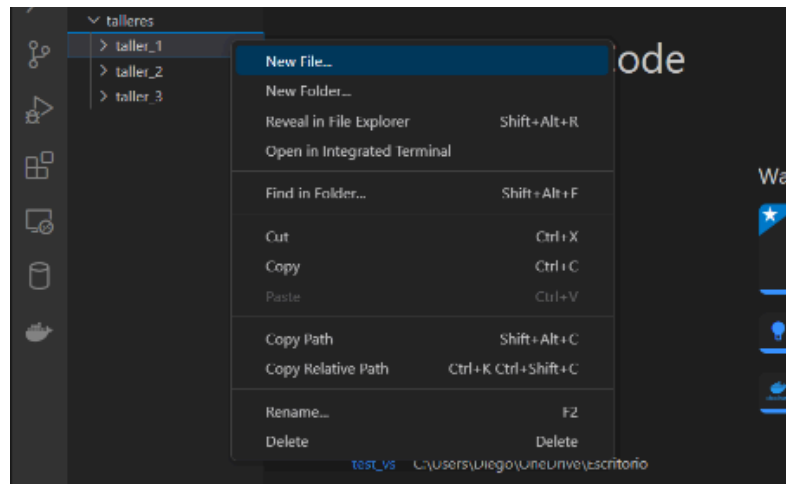 talleres
taller_1
taller_2
taller_3
ode
Wa
New File...
New Folder...
Reveal in File Explorer Shift+Alt+R
Open in Integrated Terminal
Find in Folder... Shift+Alt+F
Cut Ctrl+X
Copy Ctrl+C
Paste Ctrl+V
Copy Path Shift+Alt+C
Copy Relative Path Ctrl+K Ctrl+Shift+C
Rename... F2
Delete Delete
test_vs C:\Users\Diego\OneDrive\Escritorio